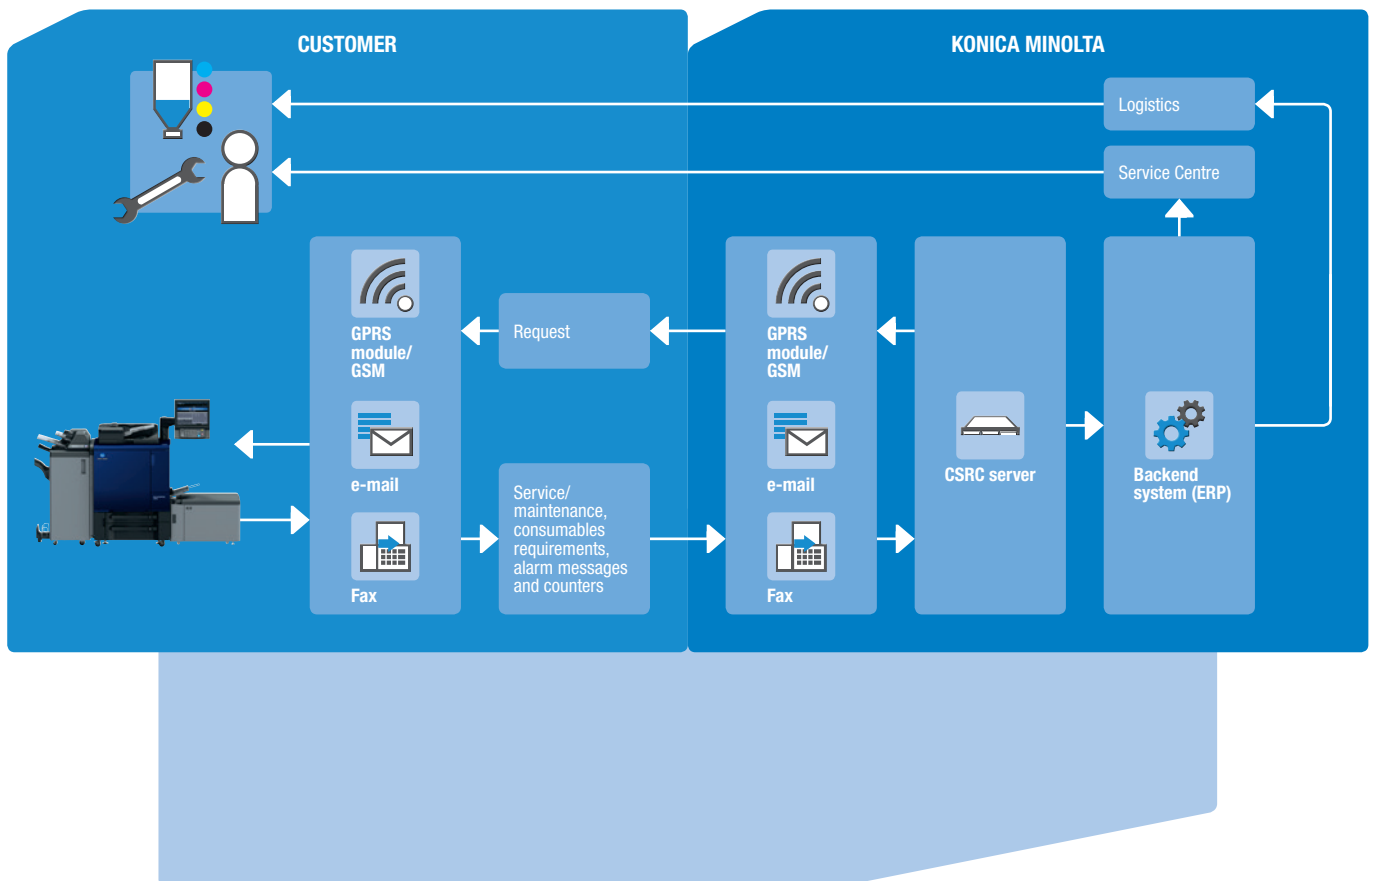 CUSTOMER
KONICA MINOLTA
Logistics
Service Centre
GPRS
module/
GSM
e-mail
Fax
Request
Service/
maintenance,
consumables
requirements,
alarm messages
and counters
GPRS
module/
GSM
e-mail
Fax
CSRC server
Backend
system (ERP)